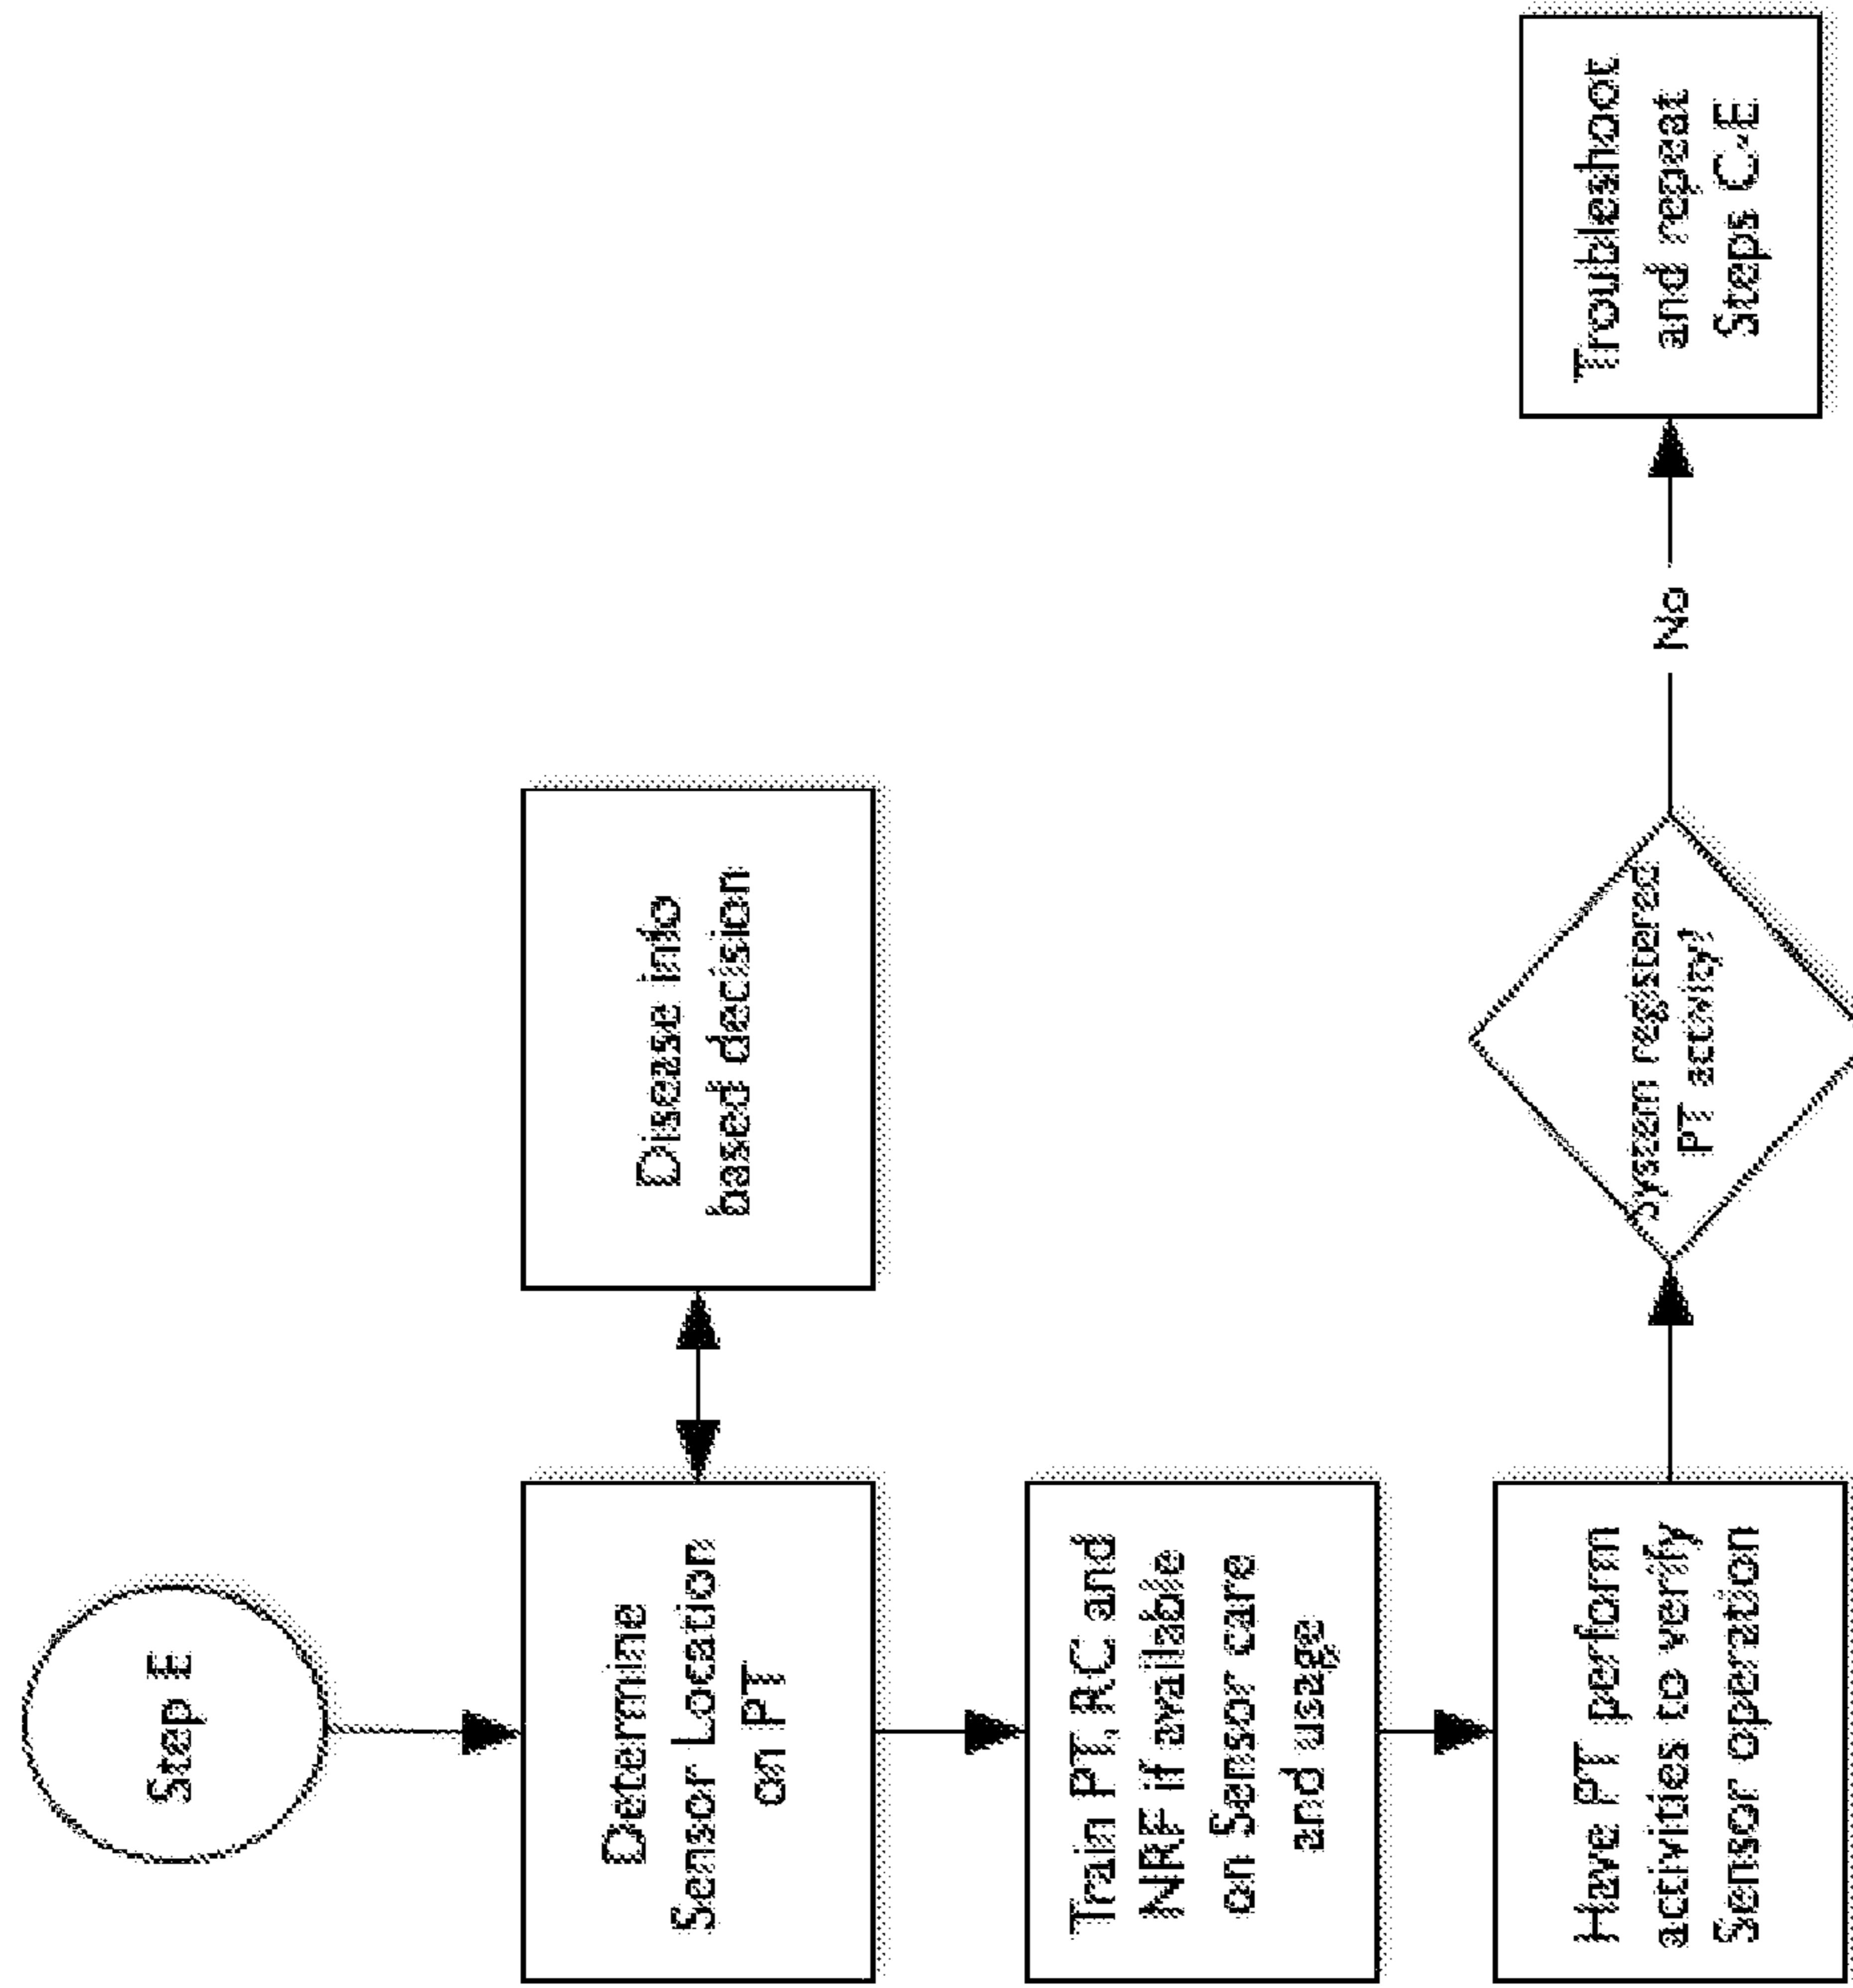 Step E
Determine
Sensor Location
on PT
Disease info
based decision
Train PT, RC and
NRF if available
on Sensor care
and usage
Have PT perform
activities to verify
Sensor operation
System registered
PT activity?
No
Troubleshoot
and repeat
Steps C-E